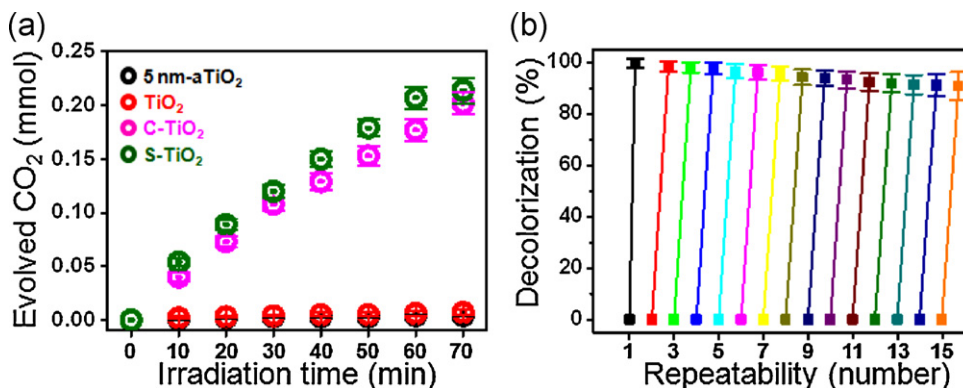 (a)
Evolved CO₂ (mmol)
0.25
0.20
0.15
0.10
0.05
0.00
5 nm-aTiO₂
TiO₂
C-TiO₂
S-TiO₂
0 10 20 30 40 50 60 70
Irradiation time (min)
(b)
Decolorization (%)
100
80
60
40
20
0
1 3 5 7 9 11 13 15
Repeatability (number)